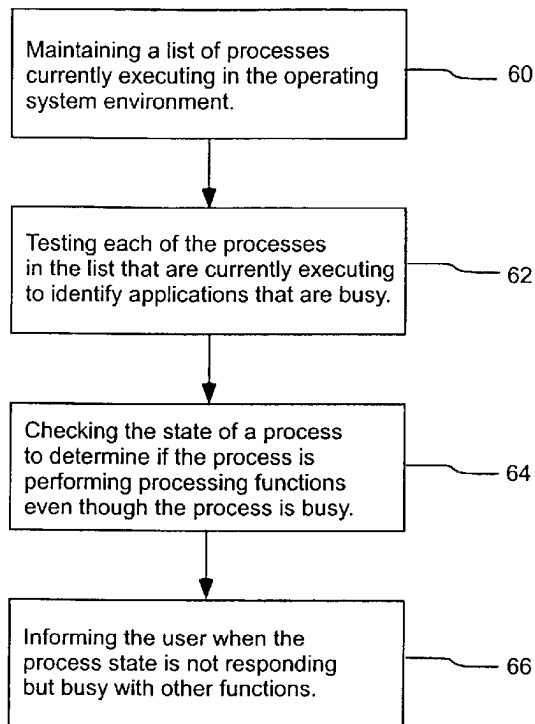 Maintaining a list of processes
currently executing in the operating
system environment.
60
Testing each of the processes
in the list that are currently executing
to identify applications that are busy.
62
Checking the state of a process
to determine if the process is
performing processing functions
even though the process is busy.
64
Informing the user when the
process state is not responding
but busy with other functions.
66